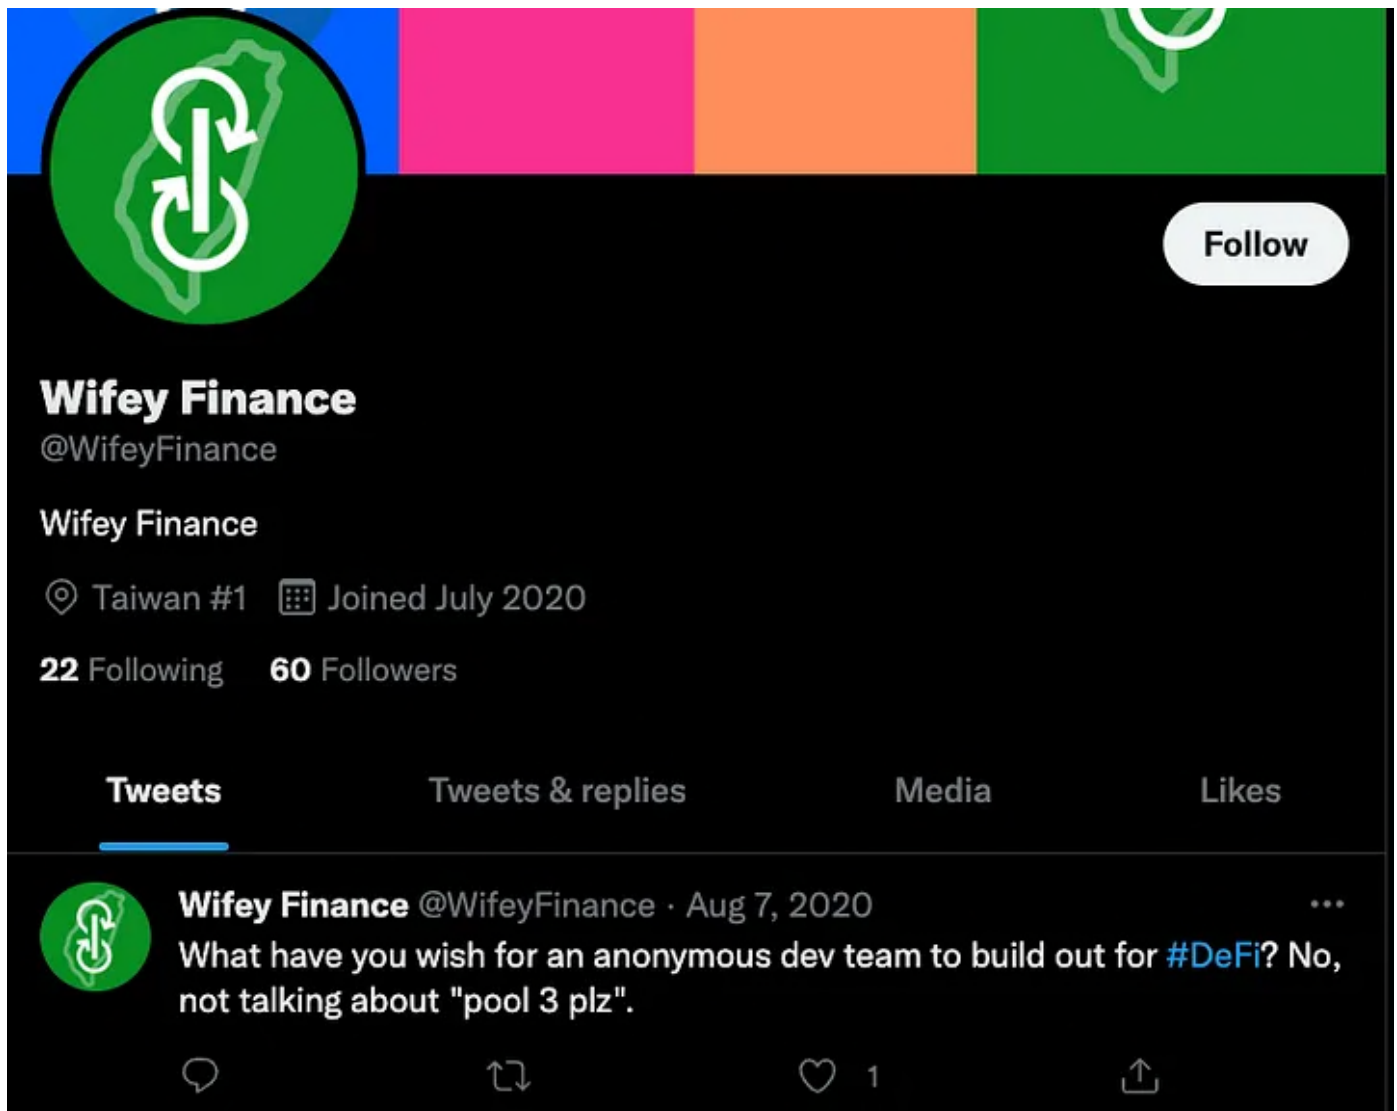 Follow
Wifey Finance
@WifeyFinance
Wifey Finance
Taiwan #1 Joined July 2020
22 Following 60 Followers
Tweets Tweets & replies Media Likes
Wifey Finance @WifeyFinance · Aug 7, 2020
What have you wish for an anonymous dev team to build out for #DeFi? No,
not talking about "pool 3 plz".
1